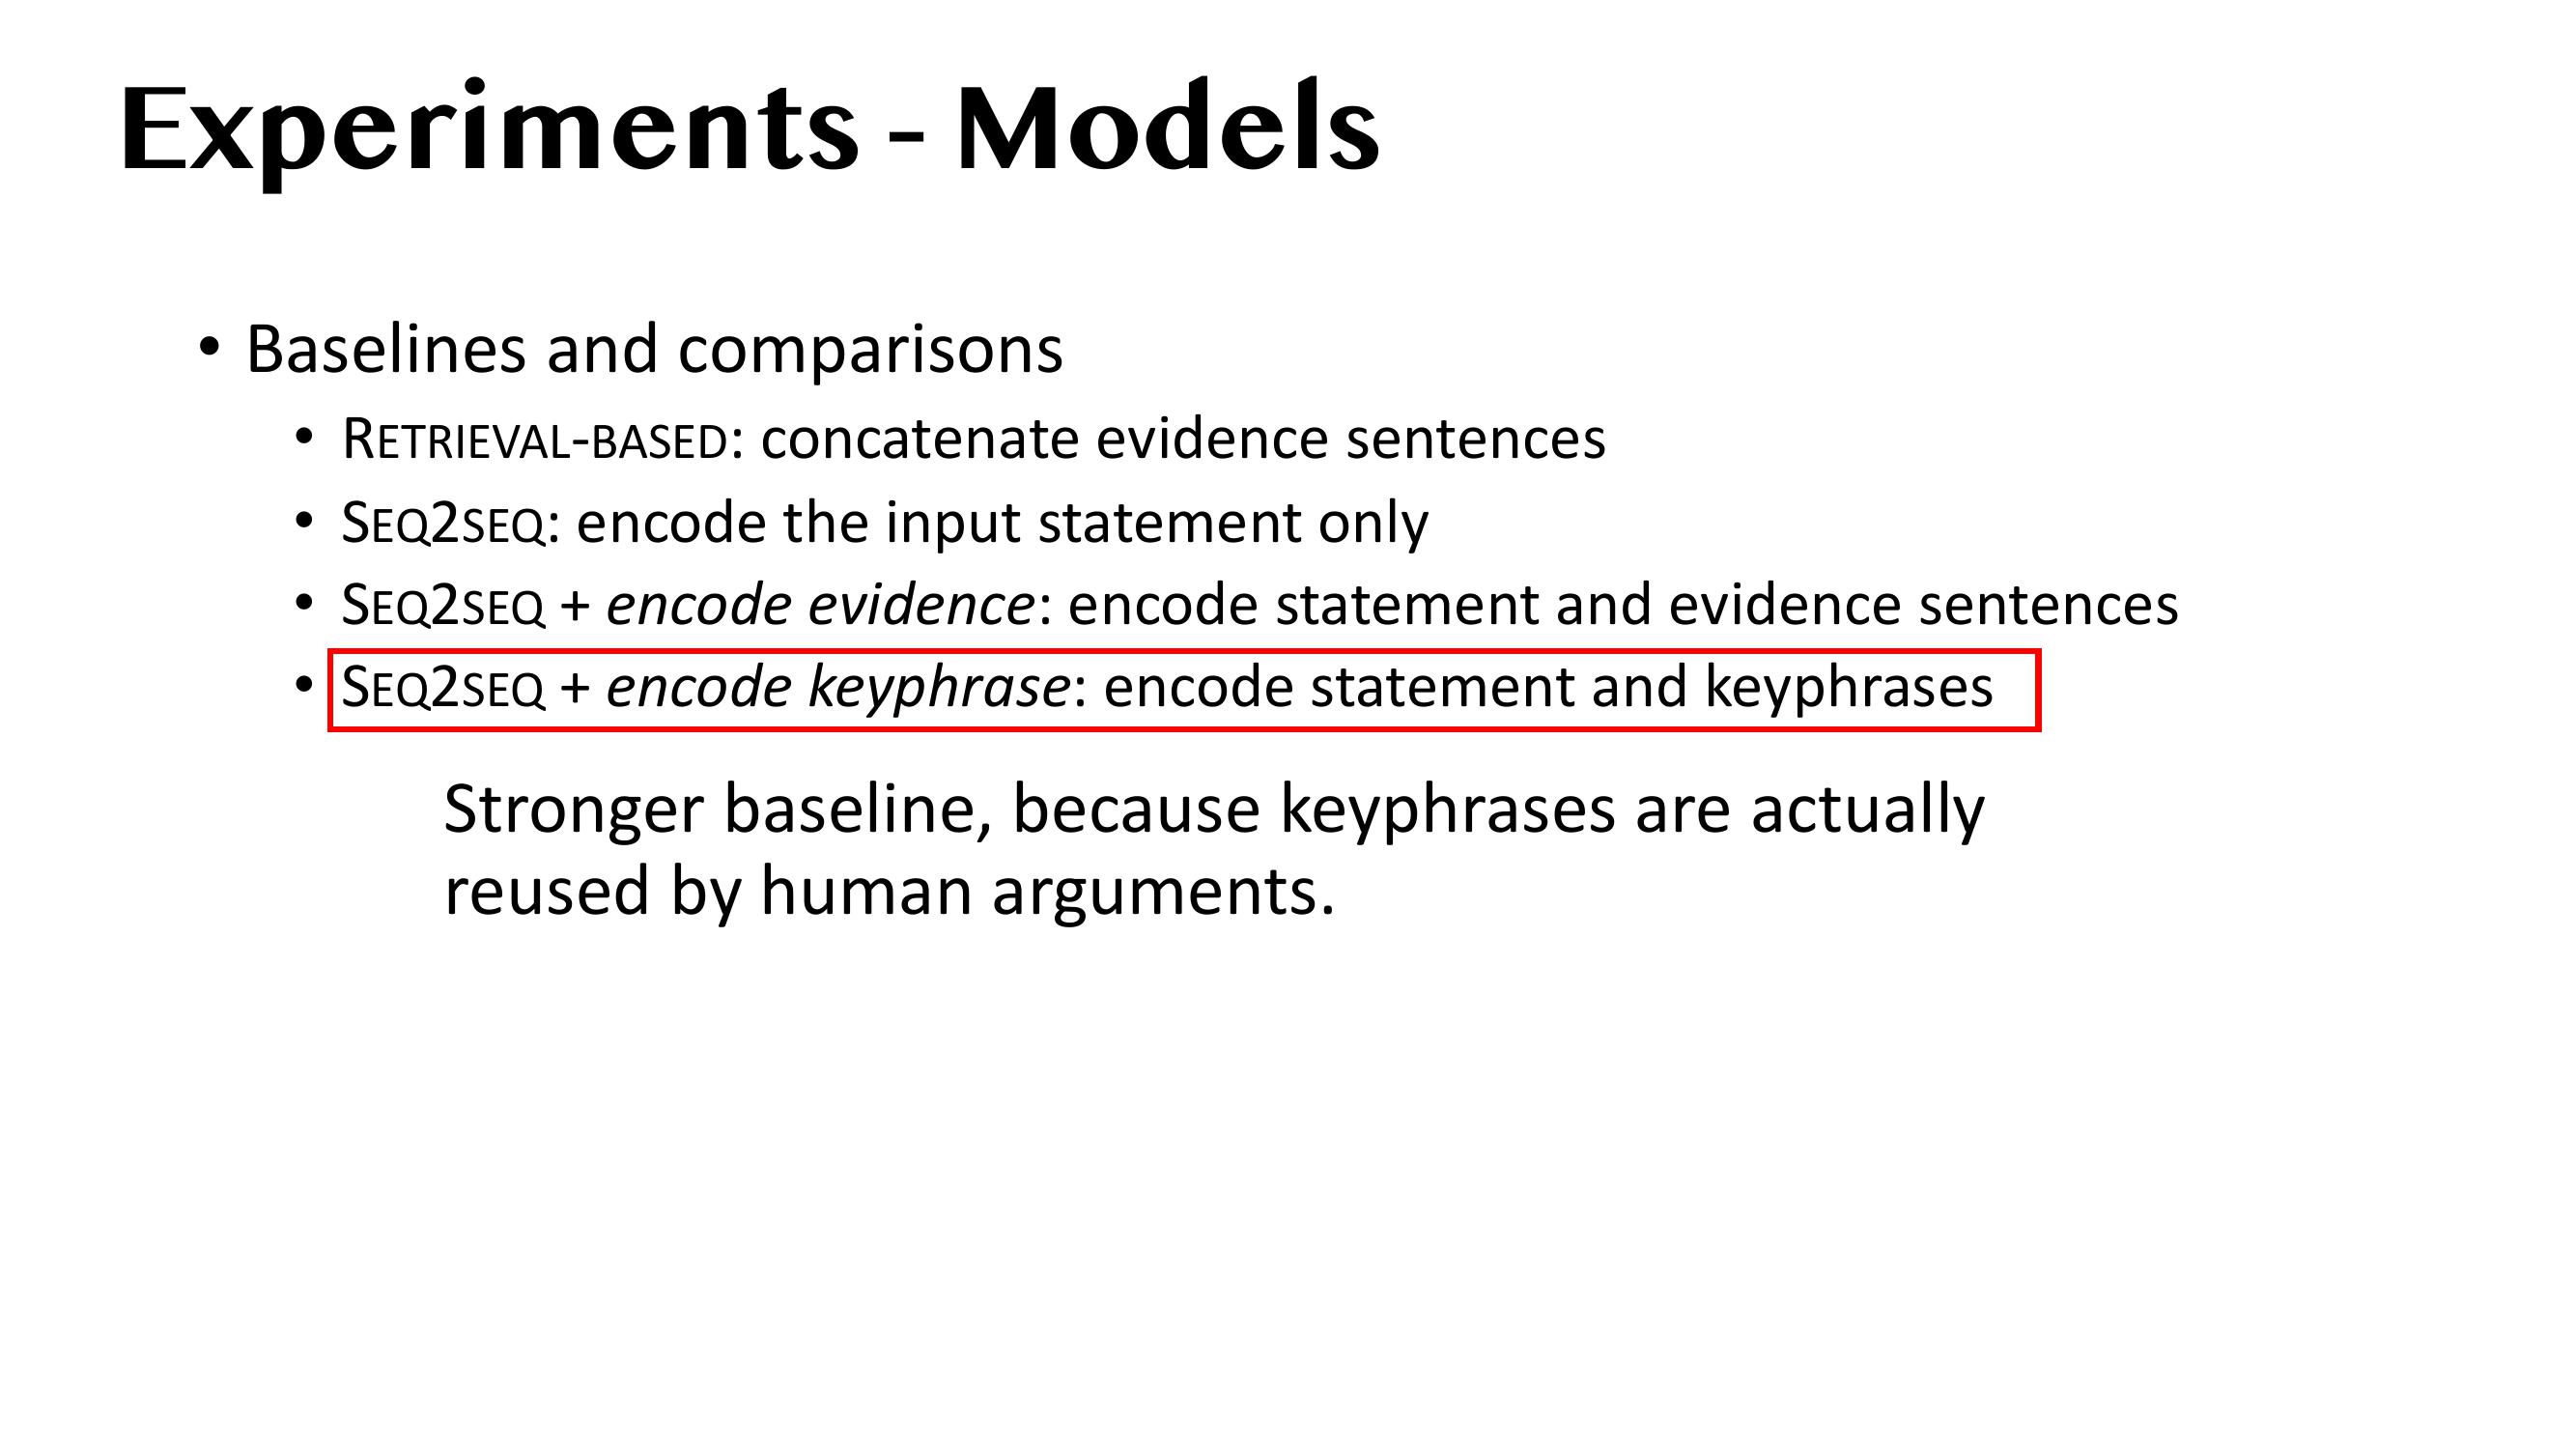 Experiments - Models
• Baselines and comparisons
• RETRIEVAL-BASED: concatenate evidence sentences
• SEQ2SEQ: encode the input statement only
• SEQ2SEQ + encode evidence: encode statement and evidence sentences
• SEQ2SEQ + encode keyphrase: encode statement and keyphrases
Stronger baseline, because keyphrases are actually
reused by human arguments.